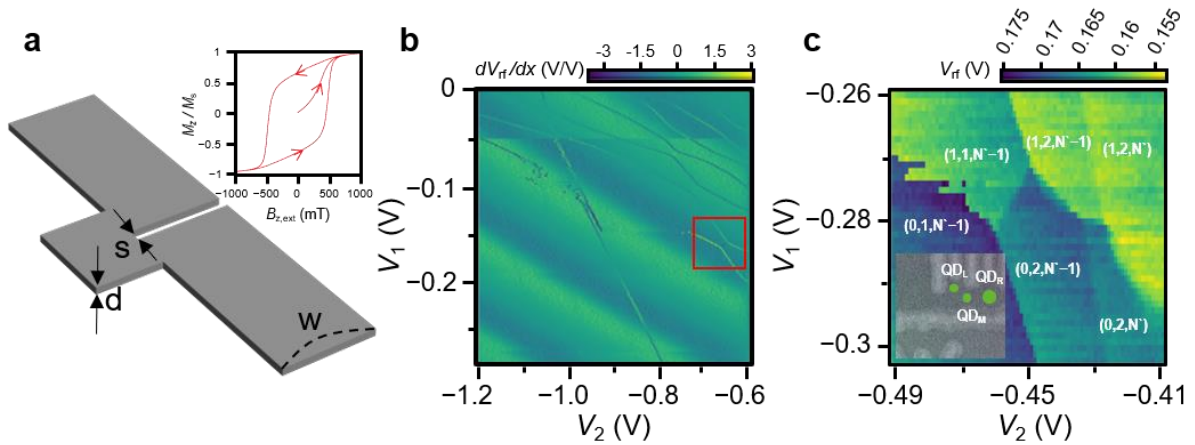 a
1
0.5
0
−0.5
−1
M_z / M_s
−1000
−500
0
500
1000
B_z,ext (mT)
s
d
w
b
-3
-1.5
0
1.5
3
dV_rf/dx (V/V)
0
−0.1
−0.2
V_1 (V)
−1.2
−1.0
−0.8
−0.6
V_2 (V)
c
0.175
0.17
0.165
0.16
0.155
V_rf (V)
−0.26
−0.28
−0.3
V_1 (V)
(1,1,N`−1)
(1,2,N`−1)
(1,2,N`)
(0,1,N`−1)
(0,2,N`−1)
(0,2,N`)
QD_L
QD_R
QD_M
−0.49
−0.45
−0.41
V_2 (V)